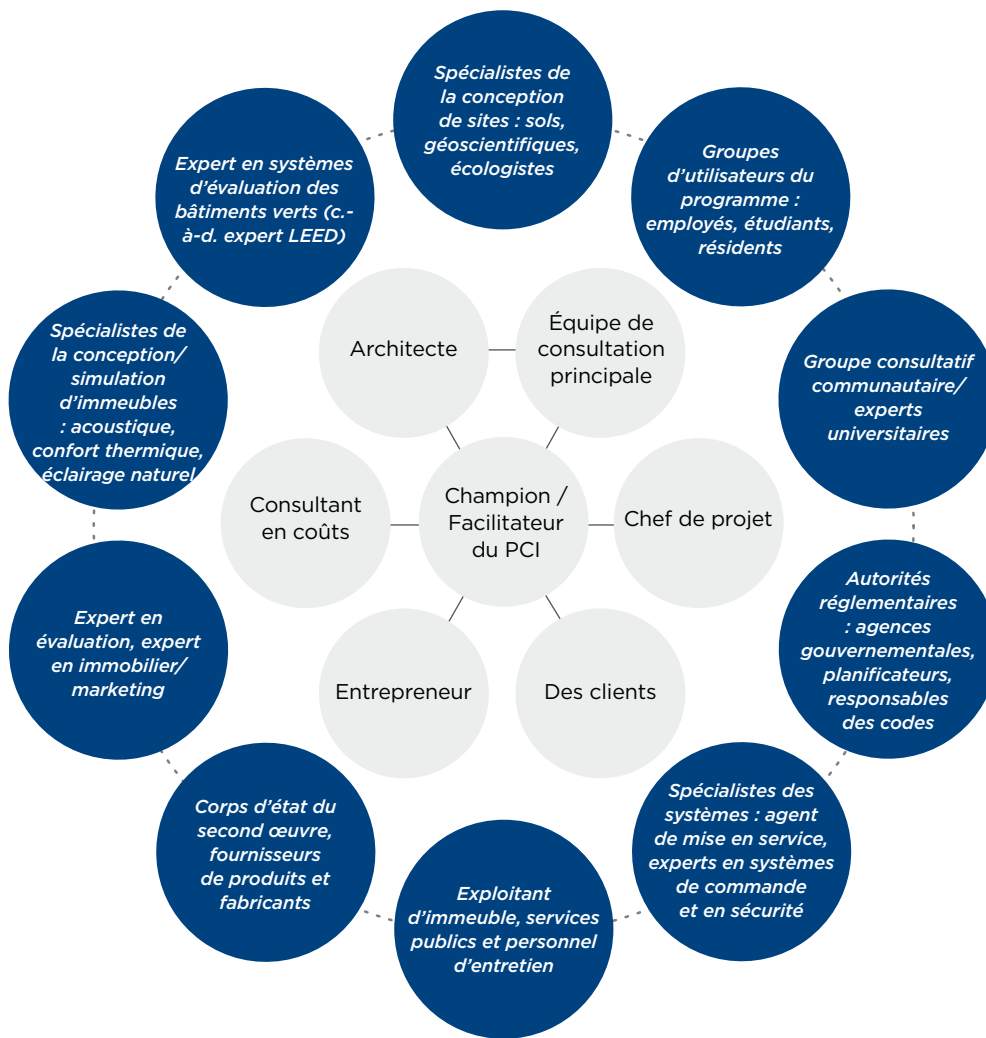 Spécialistes de
la conception
de sites : sols,
géoscientifiques,
écologistes
Expert en systèmes
d'évaluation des
bâtiments verts (c.-
à-d. expert LEED)
Groupes
d'utilisateurs du
programme :
employés, étudiants,
résidents
Spécialistes de
la conception/
simulation
d'immeubles
: acoustique,
confort thermique,
éclairage naturel
Architecte
Équipe de
consultation
principale
Groupe consultatif
communautaire/
experts
universitaires
Consultant
en coûts
Champion /
Facilitateur
du PCI
Chef de projet
Expert en
évaluation, expert
en immobilier/
marketing
Entrepreneur
Des clients
Autorités
réglementaires
: agences
gouvernementales,
planificateurs,
responsables
des codes
Corps d'état du
second œuvre,
fournisseurs
de produits et
fabricants
Exploitant
d'immeuble, services
publics et personnel
d'entretien
Spécialistes des
systèmes : agent
de mise en service,
experts en systèmes
de commande
et en sécurité